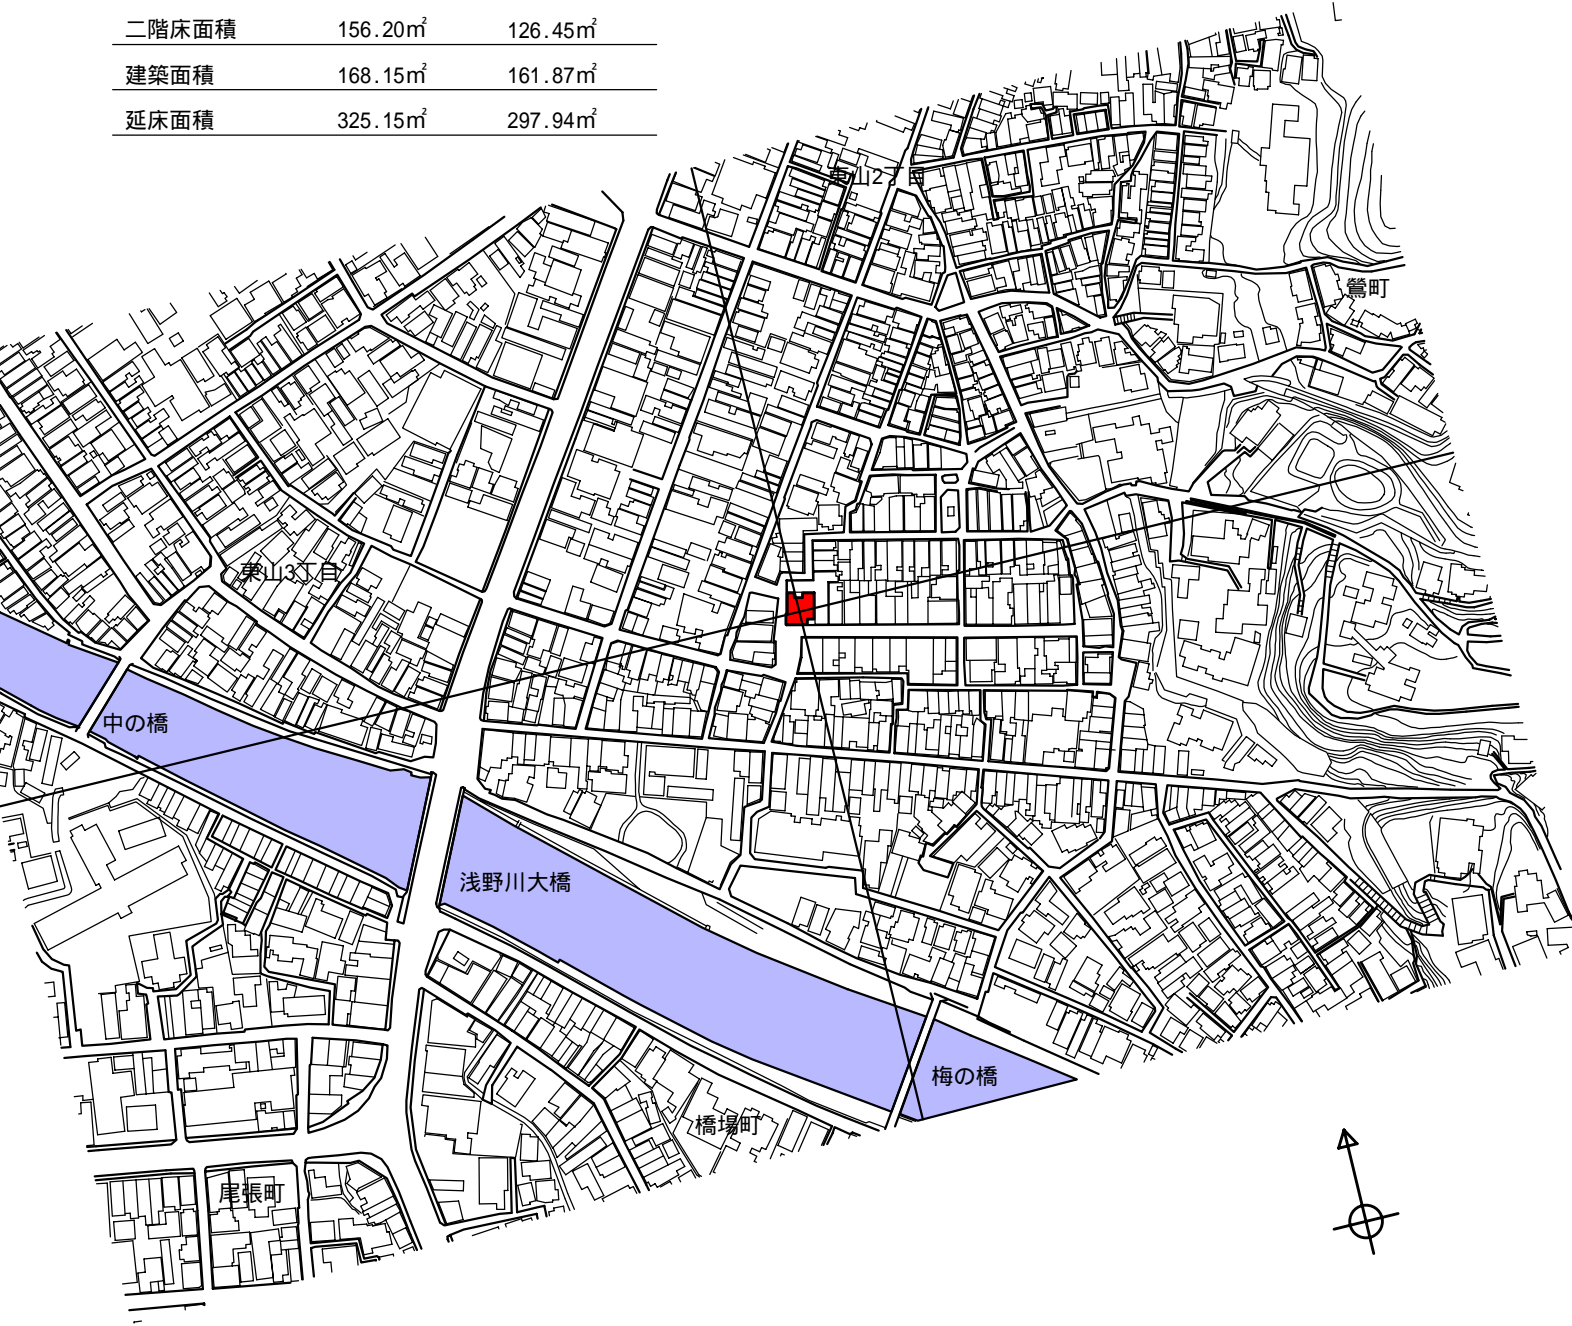 二階床面積 156.20㎡ 126.45㎡
建築面積 168.15㎡ 161.87㎡
延床面積 325.15㎡ 297.94㎡
東山2丁目
鶯町
東山3丁目
中の橋
浅野川大橋
梅の橋
橋場町
尾張町